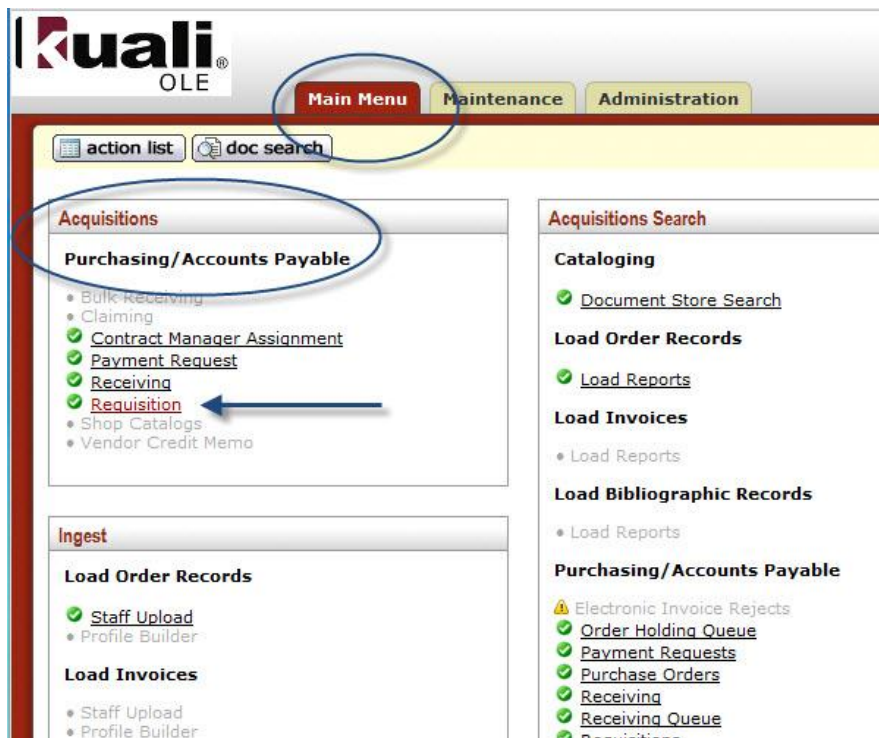 kuali®
OLE
Main Menu
Maintenance
Administration
action list
doc search
Acquisitions
Purchasing/Accounts Payable
Bulk Receiving
Claiming
Contract Manager Assignment
Payment Request
Receiving
Requisition
Shop Catalogs
Vendor Credit Memo
Ingest
Load Order Records
Staff Upload
Profile Builder
Load Invoices
Staff Upload
Profile Builder
Acquisitions Search
Cataloging
Document Store Search
Load Order Records
Load Reports
Load Invoices
Load Reports
Load Bibliographic Records
Load Reports
Purchasing/Accounts Payable
Electronic Invoice Rejects
Order Holding Queue
Payment Requests
Purchase Orders
Receiving
Receiving Queue
Requisitions